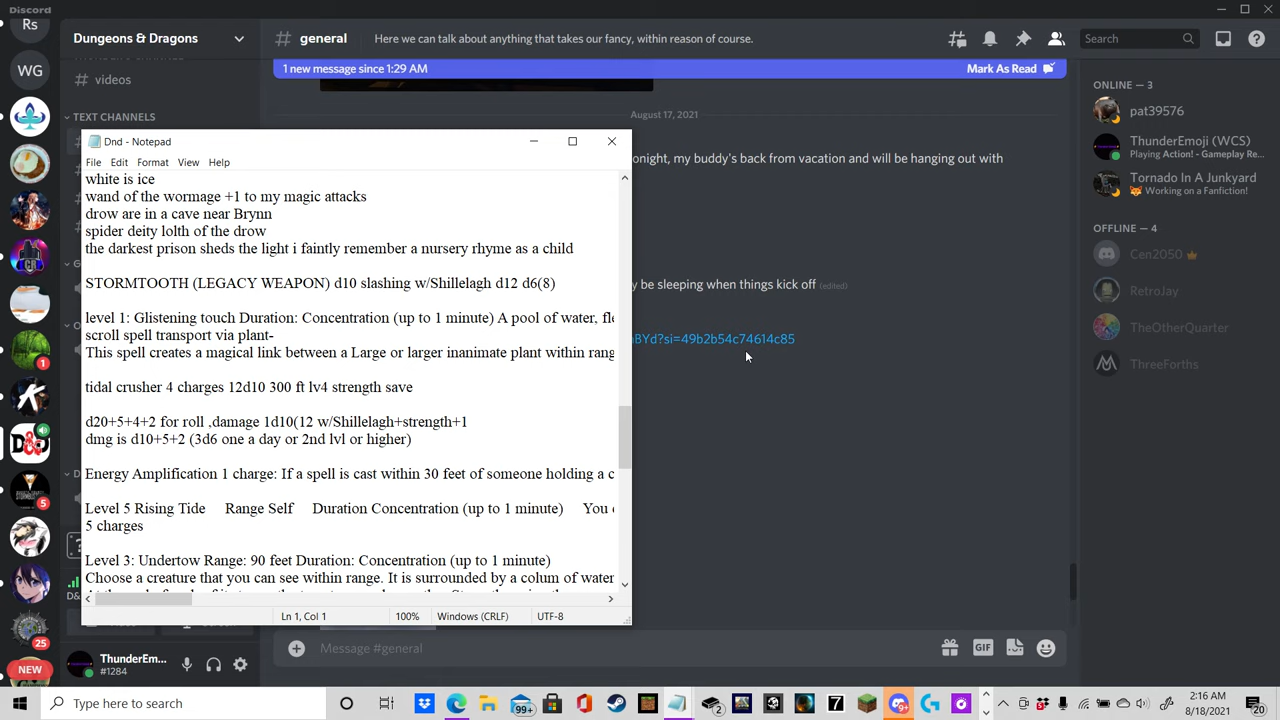 Discord
Rs
Dungeons & Dragons
# general
Here we can talk about anything that takes our fancy, within reason of course.
Search
WG
# videos
1 new message since 1:29 AM
Mark As Read
ONLINE — 3
August 17, 2021
pat39576
TEXT CHANNELS
Dnd - Notepad
ThunderEmoji (WCS)
Playing Action! - Gameplay Re...
onight, my buddy's back from vacation and will be hanging out with
File Edit Format View Help
Tornado In A Junkyard
Working on a Fanfiction!
white is ice
wand of the wormage +1 to my magic attacks
drow are in a cave near Brynn
spider deity lolth of the drow
the darkest prison sheds the light i faintly remember a nursery rhyme as a child
OFFLINE — 4
Cen2050
STORMTOOTH (LEGACY WEAPON) d10 slashing w/Shillelagh d12 d6(8)
y be sleeping when things kick off (edited)
RetroJay
level 1: Glistening touch Duration: Concentration (up to 1 minute) A pool of water, fle
TheOtherQuarter
scroll spell transport via plant-
This spell creates a magical link between a Large or larger inanimate plant within rang
BYd?si=49b2b54c74614c85
ThreeForths
1
tidal crusher 4 charges 12d10 300 ft lv4 strength save
d20+5+4+2 for roll ,damage 1d10(12 w/Shillelagh+strength+1
dmg is d10+5+2 (3d6 one a day or 2nd lvl or higher)
Energy Amplification 1 charge: If a spell is cast within 30 feet of someone holding a c
5
Level 5 Rising Tide Range Self Duration Concentration (up to 1 minute) You
5 charges
Level 3: Undertow Range: 90 feet Duration: Concentration (up to 1 minute)
Choose a creature that you can see within range. It is surrounded by a colum of water
Ln 1, Col 1
100%
Windows (CRLF)
UTF-8
25
NEW
ThunderEm...
#1284
Message #general
GIF
Type here to search
99+
2
7
9+
2:16 AM
8/18/2021
20